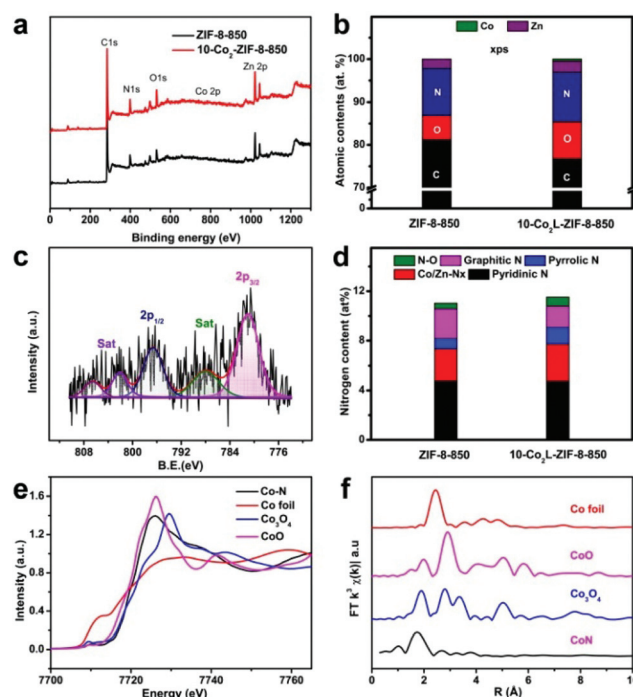 a
ZIF-8-850
10-Co₂-ZIF-8-850
C1s
N1s
O1s
Co 2p
Zn 2p
Intensity (a.u.)
0 200 400 600 800 1000 1200
Binding energy (eV)
b
Co Zn
xps
Atomic contents (at. %)
100
90
80
70
0
N N
O O
C C
ZIF-8-850 10-Co₂L-ZIF-8-850
c
2p₃/₂
2p₁/₂
Sat
Sat
Intensity (a.u.)
808 800 792 784 776
B.E.(eV)
d
N-O Graphitic N Pyrrolic N
Co/Zn-Nx Pyridinic N
Nitrogen content (at%)
12
8
4
0
ZIF-8-850 10-Co₂L-ZIF-8-850
e
Co-N
Co foil
Co₃O₄
CoO
Intensity (a.u.)
1.6
1.2
0.8
0.4
0.0
7700 7720 7740 7760
Energy (eV)
f
Co foil
CoO
Co₃O₄
CoN
FT k³ χ(k)| a.u
0 2 4 6 8 10
R (Å)